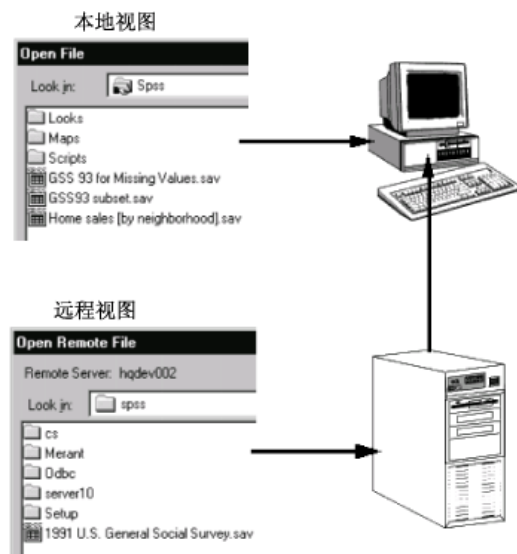 本地视图
Open File
Look in: Spss
Looks
Maps
Scripts
GSS 93 for Missing Values.sav
GSS93 subset.sav
Home sales [by neighborhood].sav
远程视图
Open Remote File
Remote Server: hqdev002
Look in: spss
cs
Merant
Odbc
server10
Setup
1991 U.S. General Social Survey.sav